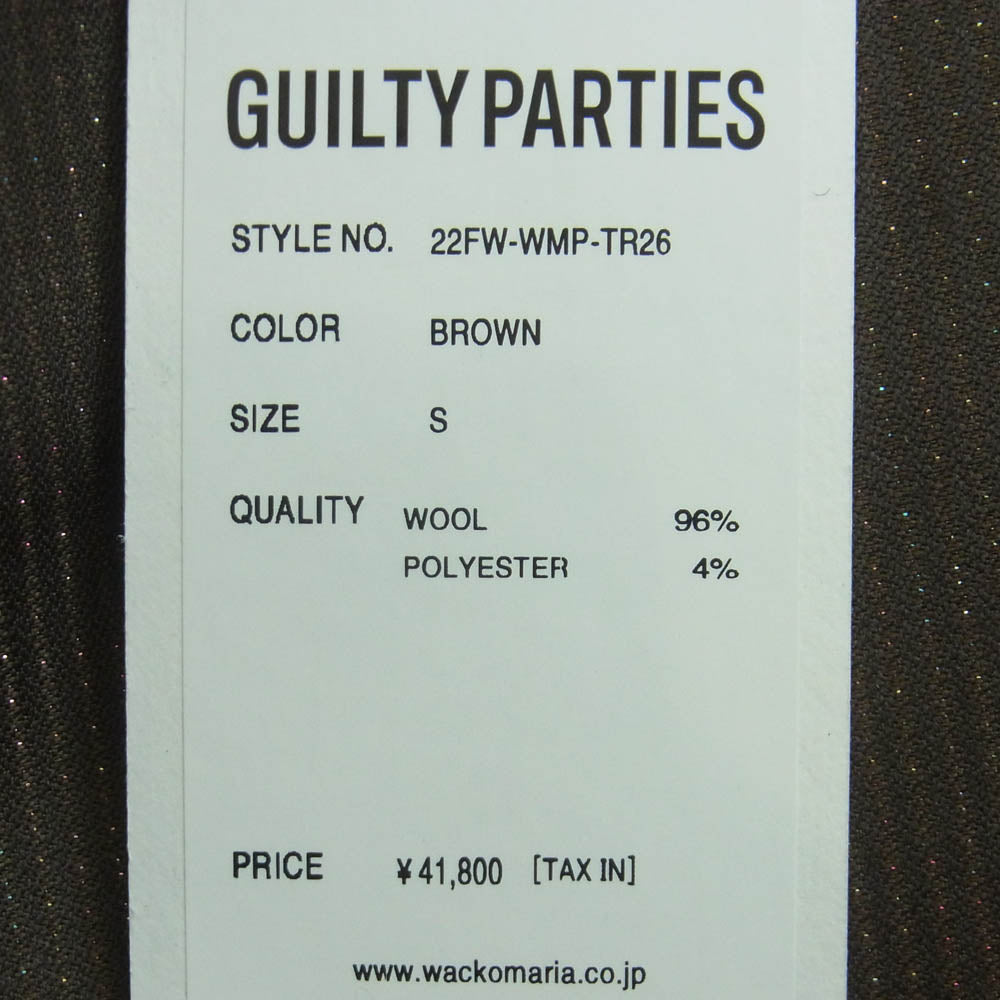 GUILTY PARTIES
STYLE NO. 22FW-WMP-TR26
COLOR BROWN
SIZE S
QUALITY WOOL 96%
POLYESTER 4%
PRICE ¥41,800 [TAX IN]
www.wackomaria.co.jp